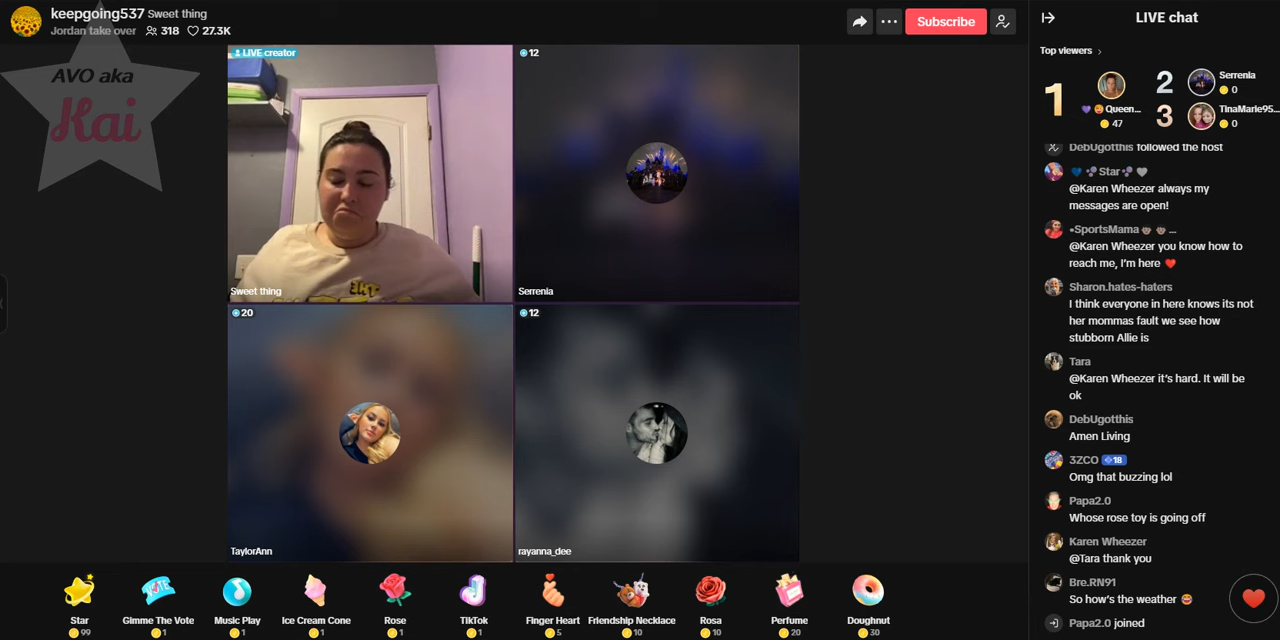 keepgoing537 Sweet thing
Jordan take over 318 27.3K
Subscribe
AVO aka
Kai
LIVE creator
Sweet thing
12
Serrenia
20
TaylorAnn
12
rayanna_dee
Star
99
Gimme The Vote
1
Music Play
1
Ice Cream Cone
1
Rose
1
TikTok
1
Finger Heart
5
Friendship Necklace
10
Rosa
10
Perfume
20
Doughnut
30
LIVE chat
Top viewers
1
Queen...
47
2
Serrenia
0
3
TinaMarie95...
0
DebUgotthis followed the host
Star
@Karen Wheezer always my
messages are open!
•SportsMama ...
@Karen Wheezer you know how to
reach me, I'm here
Sharon.hates-haters
I think everyone in here knows its not
her mommas fault we see how
stubborn Allie is
Tara
@Karen Wheezer it's hard. It will be
ok
DebUgotthis
Amen Living
3ZCO 18
Omg that buzzing lol
Papa2.0
Whose rose toy is going off
Karen Wheezer
@Tara thank you
Bre.RN91
So how's the weather
Papa2.0 joined